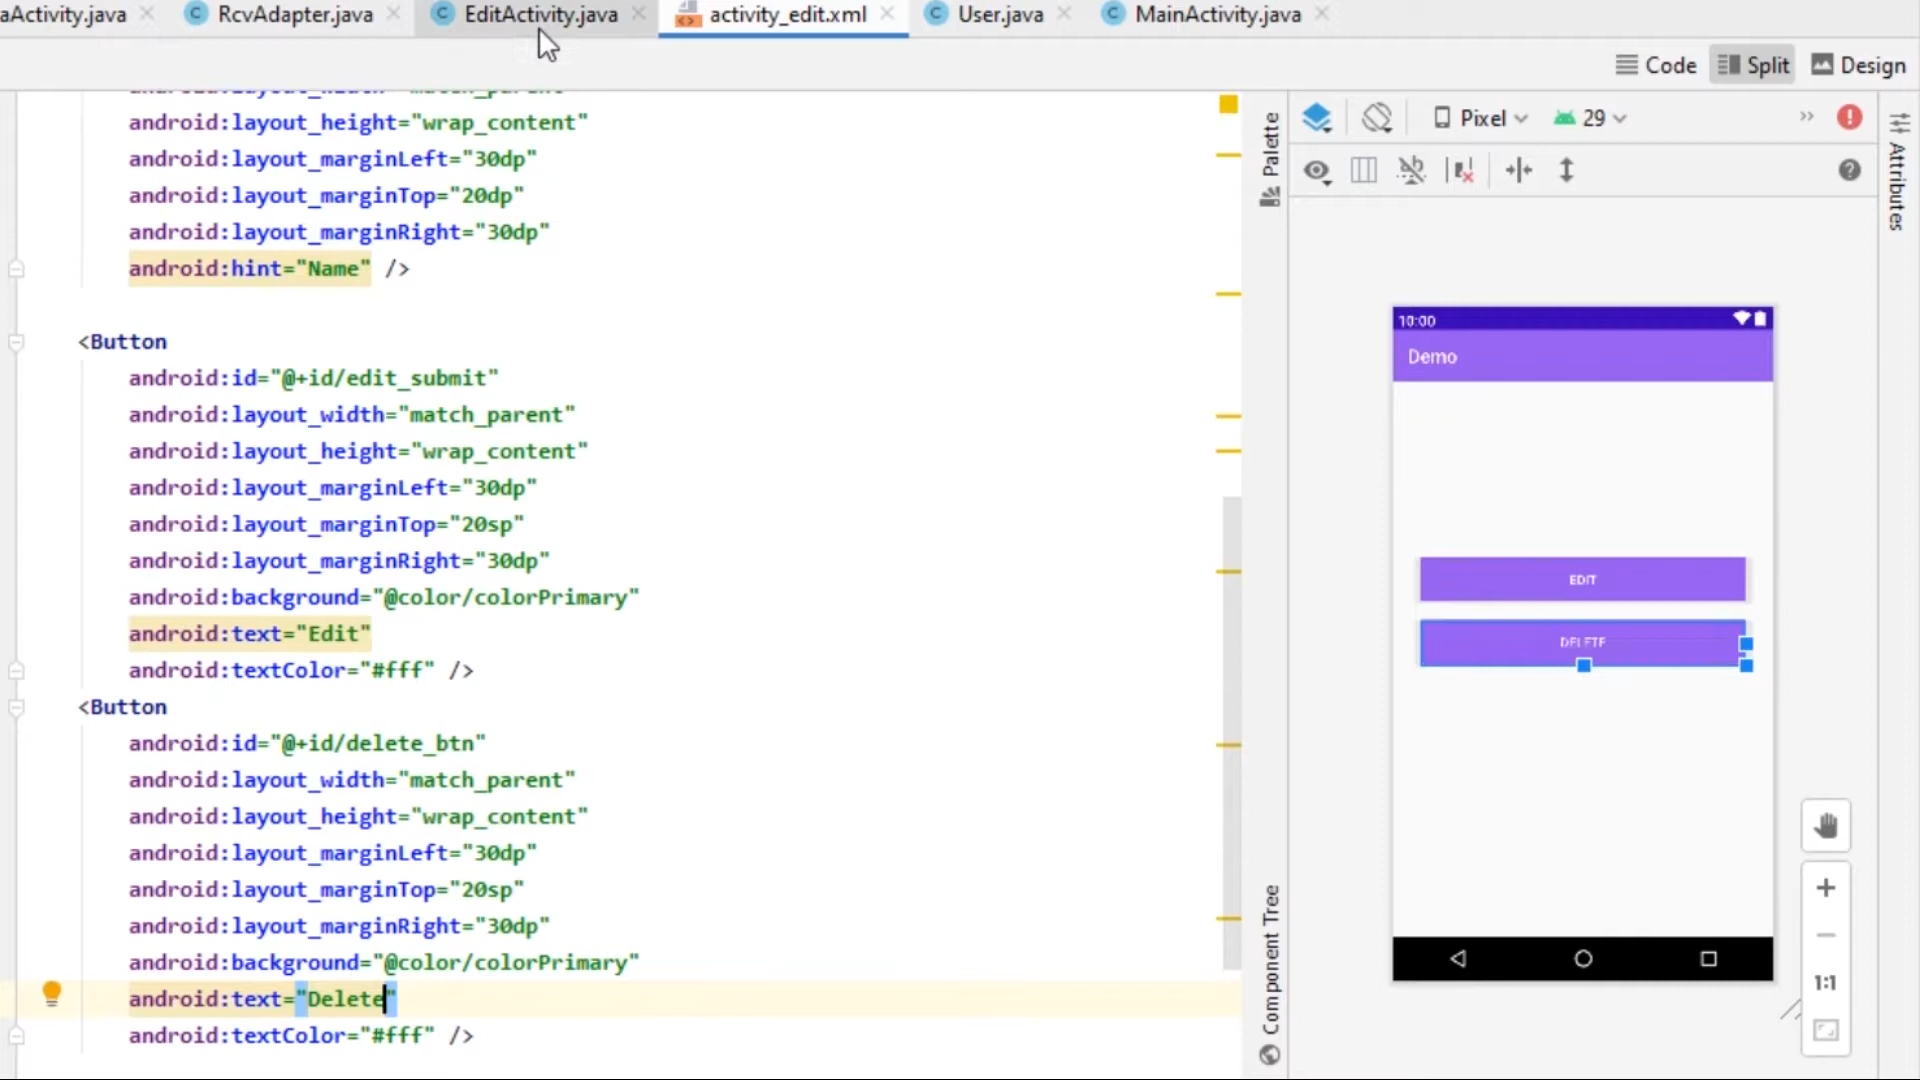 aActivity.java
RcvAdapter.java
EditActivity.java
activity_edit.xml
User.java
MainActivity.java
Code
Split
Design
android:layout_width="match_parent"
android:layout_height="wrap_content"
android:layout_marginLeft="30dp"
android:layout_marginTop="20dp"
android:layout_marginRight="30dp"
android:hint="Name" />
<Button
android:id="@+id/edit_submit"
android:layout_width="match_parent"
android:layout_height="wrap_content"
android:layout_marginLeft="30dp"
android:layout_marginTop="20sp"
android:layout_marginRight="30dp"
android:background="@color/colorPrimary"
android:text="Edit"
android:textColor="#fff" />
<Button
android:id="@+id/delete_btn"
android:layout_width="match_parent"
android:layout_height="wrap_content"
android:layout_marginLeft="30dp"
android:layout_marginTop="20sp"
android:layout_marginRight="30dp"
android:background="@color/colorPrimary"
android:text="Delete"
android:textColor="#fff" />
Palette
Component Tree
Pixel
29
Attributes
10:00
Demo
EDIT
DELETE
1:1